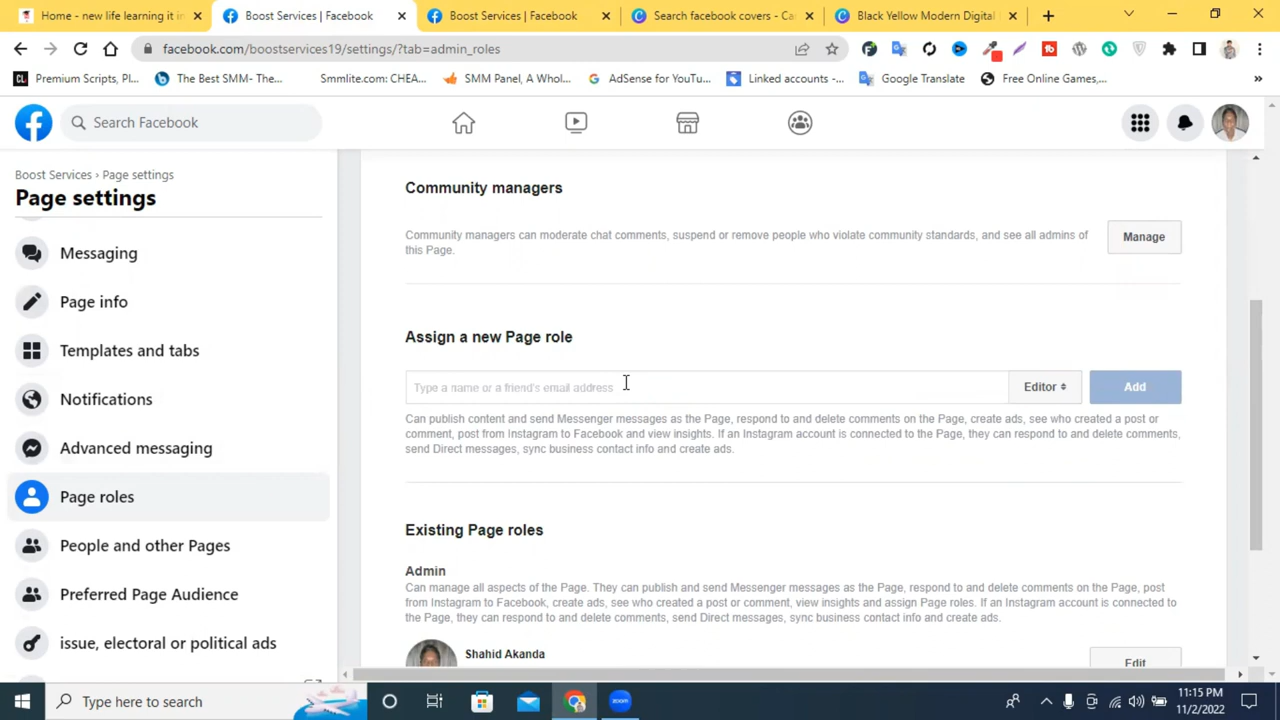 Home - new life learning it in
Boost Services | Facebook
Boost Services | Facebook
Search facebook covers - Ca
Black Yellow Modern Digital
facebook.com/boostservices19/settings/?tab=admin_roles
CL Premium Scripts, Pl...
The Best SMM- The...
Smmlite.com: CHEA...
SMM Panel, A Whol...
AdSense for YouTu...
Linked accounts -...
Google Translate
Free Online Games,...
Search Facebook
Boost Services › Page settings
Page settings
Messaging
Page info
Templates and tabs
Notifications
Advanced messaging
Page roles
People and other Pages
Preferred Page Audience
issue, electoral or political ads
Community managers
Community managers can moderate chat comments, suspend or remove people who violate community standards, and see all admins of
this Page.
Manage
Assign a new Page role
Type a name or a friend's email address
Editor
Add
Can publish content and send Messenger messages as the Page, respond to and delete comments on the Page, create ads, see who created a post or
comment, post from Instagram to Facebook and view insights. If an Instagram account is connected to the Page, they can respond to and delete comments,
send Direct messages, sync business contact info and create ads.
Existing Page roles
Admin
Can manage all aspects of the Page. They can publish and send Messenger messages as the Page, respond to and delete comments on the Page, post
from Instagram to Facebook, create ads, see who created a post or comment, view insights and assign Page roles. If an Instagram account is connected to
the Page, they can respond to and delete comments, send Direct messages, sync business contact info and create ads.
Shahid Akanda
Edit
Type here to search
zoom
11:15 PM
11/2/2022